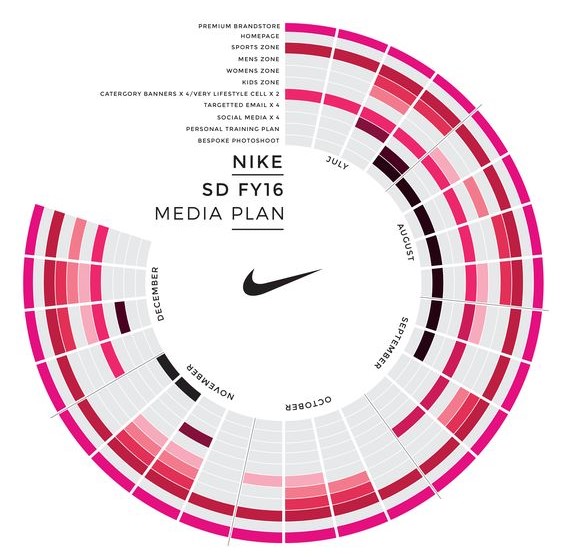 PREMIUM BRANDSTORE
HOMEPAGE
SPORTS ZONE
MENS ZONE
WOMENS ZONE
KIDS ZONE
CATERGORY BANNERS X 4/VERY LIFESTYLE CELL X 2
TARGETTED EMAIL X 4
SOCIAL MEDIA X 4
PERSONAL TRAINING PLAN
BESPOKE PHOTOSHOOT
NIKE
SD FY16
MEDIA PLAN
JULY
AUGUST
SEPTEMBER
OCTOBER
NOVEMBER
DECEMBER